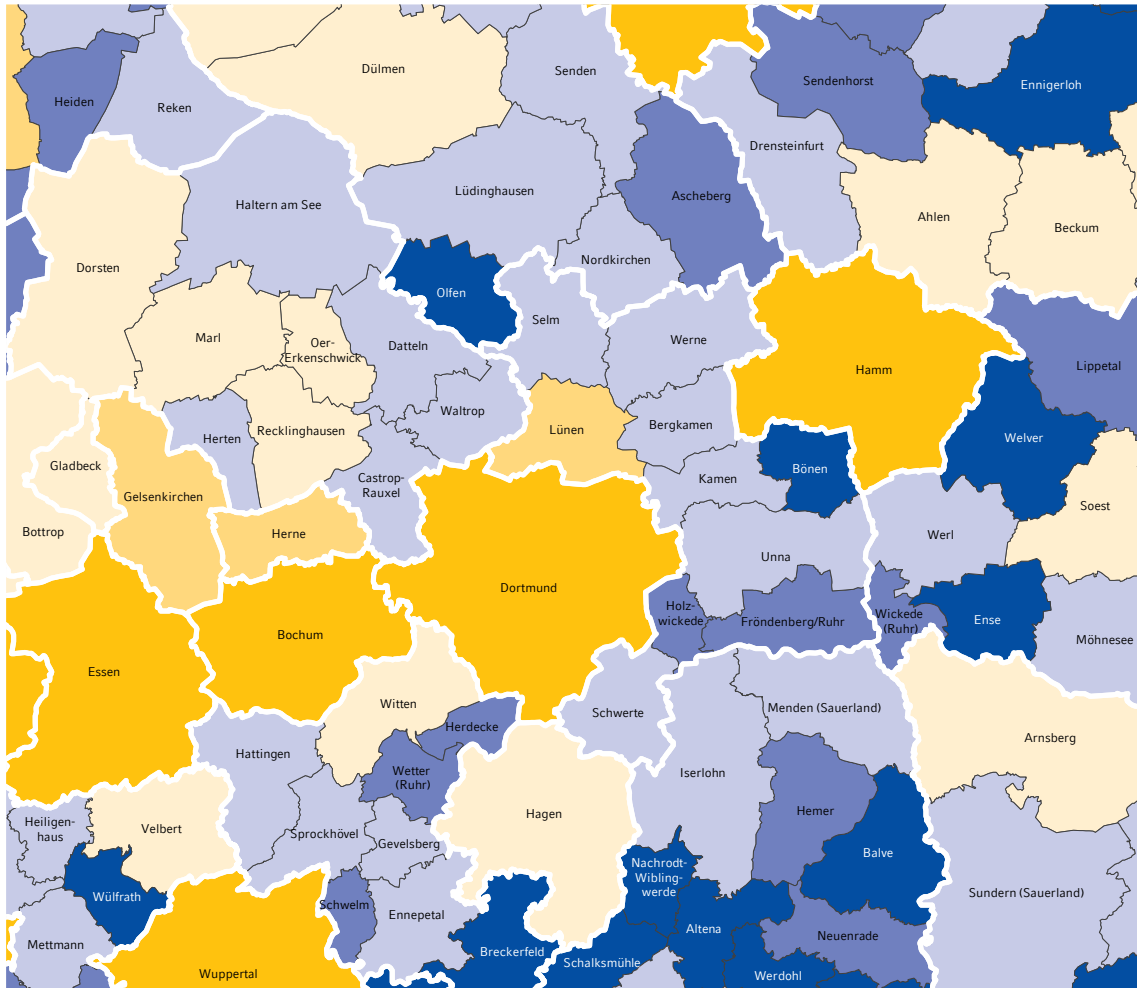 Dülmen
Senden
Sendenhorst
Ennigerloh
Heiden
Reken
Drensteinfurt
Lüdinghausen
Ascheberg
Haltern am See
Ahlen
Beckum
Dorsten
Nordkirchen
Olfen
Selm
Marl
Oer-
Erkenschwick
Datteln
Werne
Hamm
Lippetal
Waltrop
Lünen
Bergkamen
Herten
Recklinghausen
Welver
Gladbeck
Bönen
Kamen
Castrop-
Rauxel
Gelsenkirchen
Soest
Bottrop
Herne
Werl
Unna
Dortmund
Holz-
wickede
Fröndenberg/Ruhr
Wickede
(Ruhr)
Ense
Bochum
Möhnesee
Essen
Witten
Schwerte
Menden (Sauerland)
Herdecke
Arnsberg
Hattingen
Wetter
(Ruhr)
Iserlohn
Hemer
Hagen
Heiligen-
haus
Velbert
Sprockhövel
Gevelsberg
Balve
Nachrodt-
Wibling-
werde
Wülfrath
Schwelm
Ennepetal
Sundern (Sauerland)
Altena
Neuenrade
Mettmann
Breckerfeld
Schalksmühle
Wuppertal
Werdohl